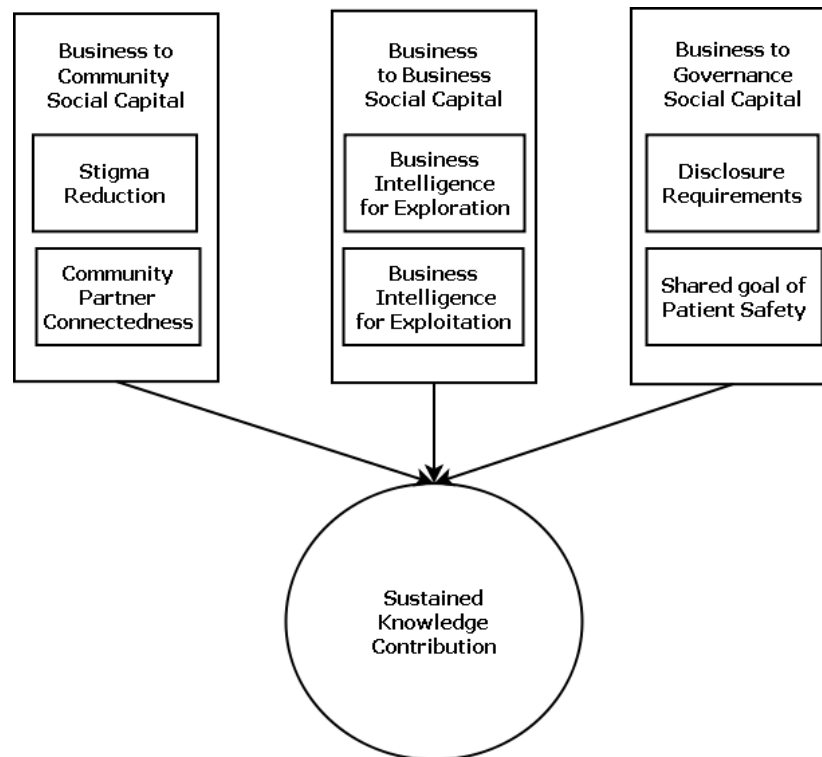 Business to
Community
Social Capital
Stigma
Reduction
Community
Partner
Connectedness
Business
to Business
Social Capital
Business
Intelligence
for Exploration
Business
Intelligence
for Exploitation
Business to
Governance
Social Capital
Disclosure
Requirements
Shared goal of
Patient Safety
Sustained
Knowledge
Contribution